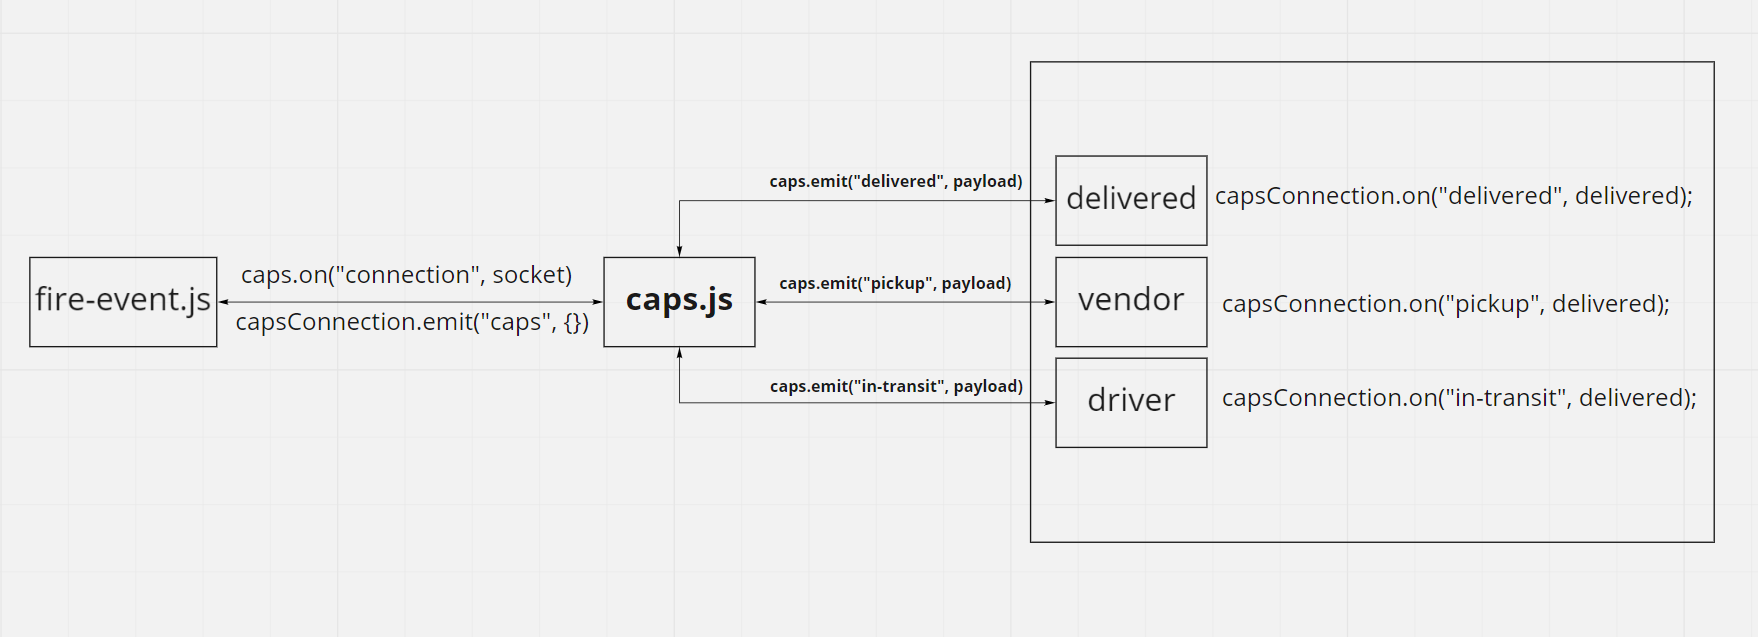 caps.emit("delivered", payload)
delivered
capsConnection.on("delivered", delivered);
fire-event.js
caps.on("connection", socket)
capsConnection.emit("caps", {})
caps.js
caps.emit("pickup", payload)
vendor
capsConnection.on("pickup", delivered);
caps.emit("in-transit", payload)
driver
capsConnection.on("in-transit", delivered);